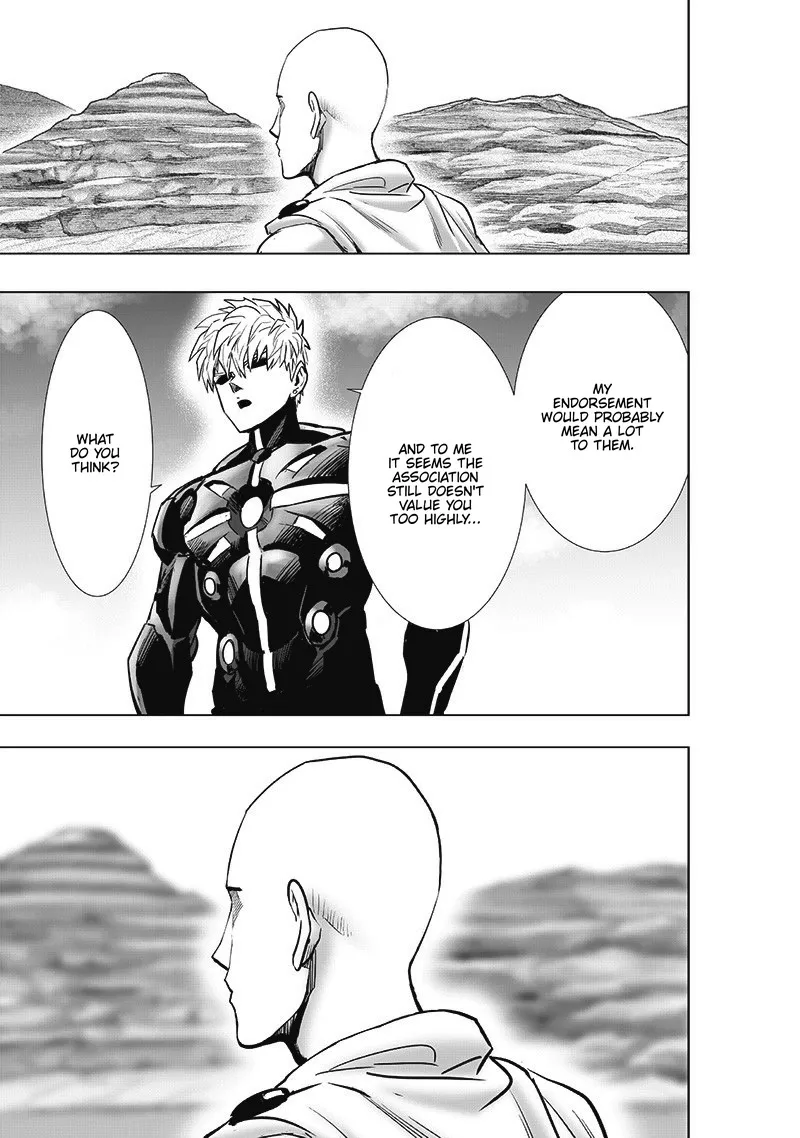 MY
ENDORSEMENT
WOULD PROBABLY
MEAN A LOT
TO THEM.
AND TO ME
IT SEEMS THE
ASSOCIATION
STILL DOESN'T
VALUE YOU
TOO HIGHLY...
WHAT
DO YOU
THINK?